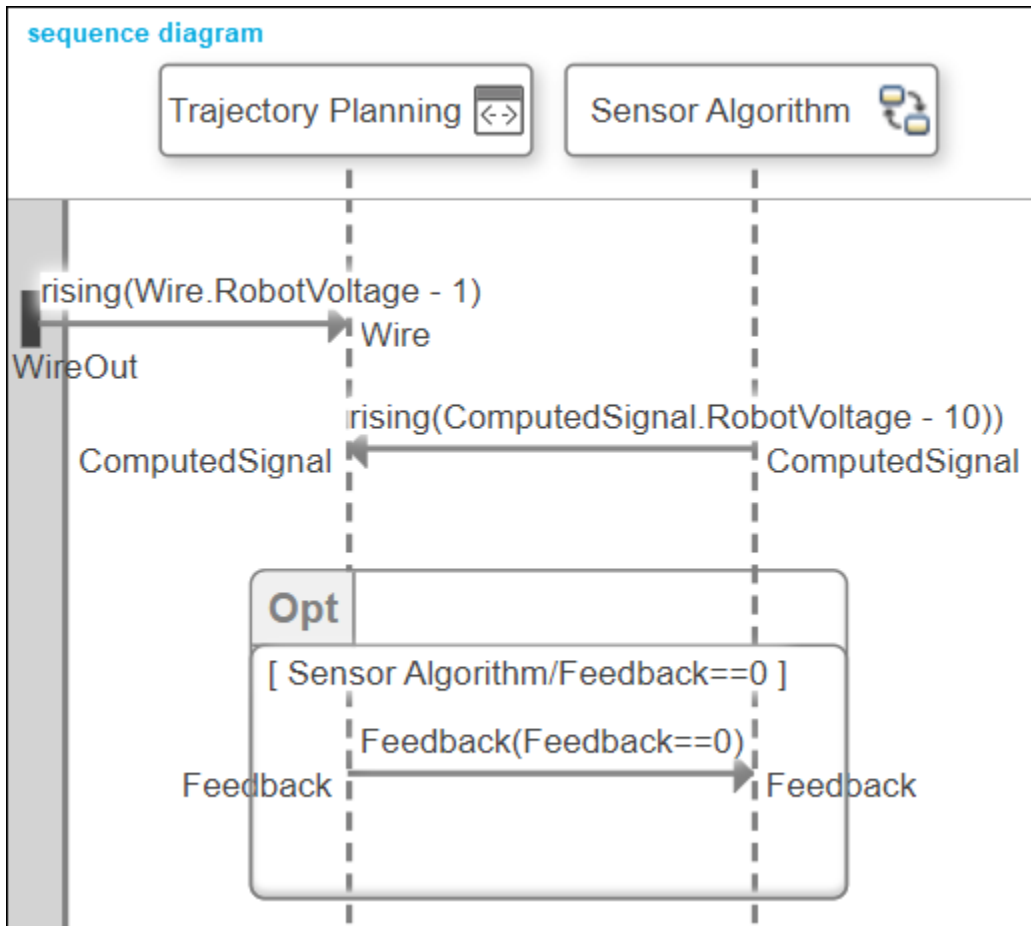 sequence diagram
Trajectory Planning <->
Sensor Algorithm
rising(Wire.RobotVoltage - 1)
Wire
WireOut
rising(ComputedSignal.RobotVoltage - 10))
ComputedSignal
ComputedSignal
Opt
[ Sensor Algorithm/Feedback==0 ]
Feedback(Feedback==0)
Feedback
Feedback